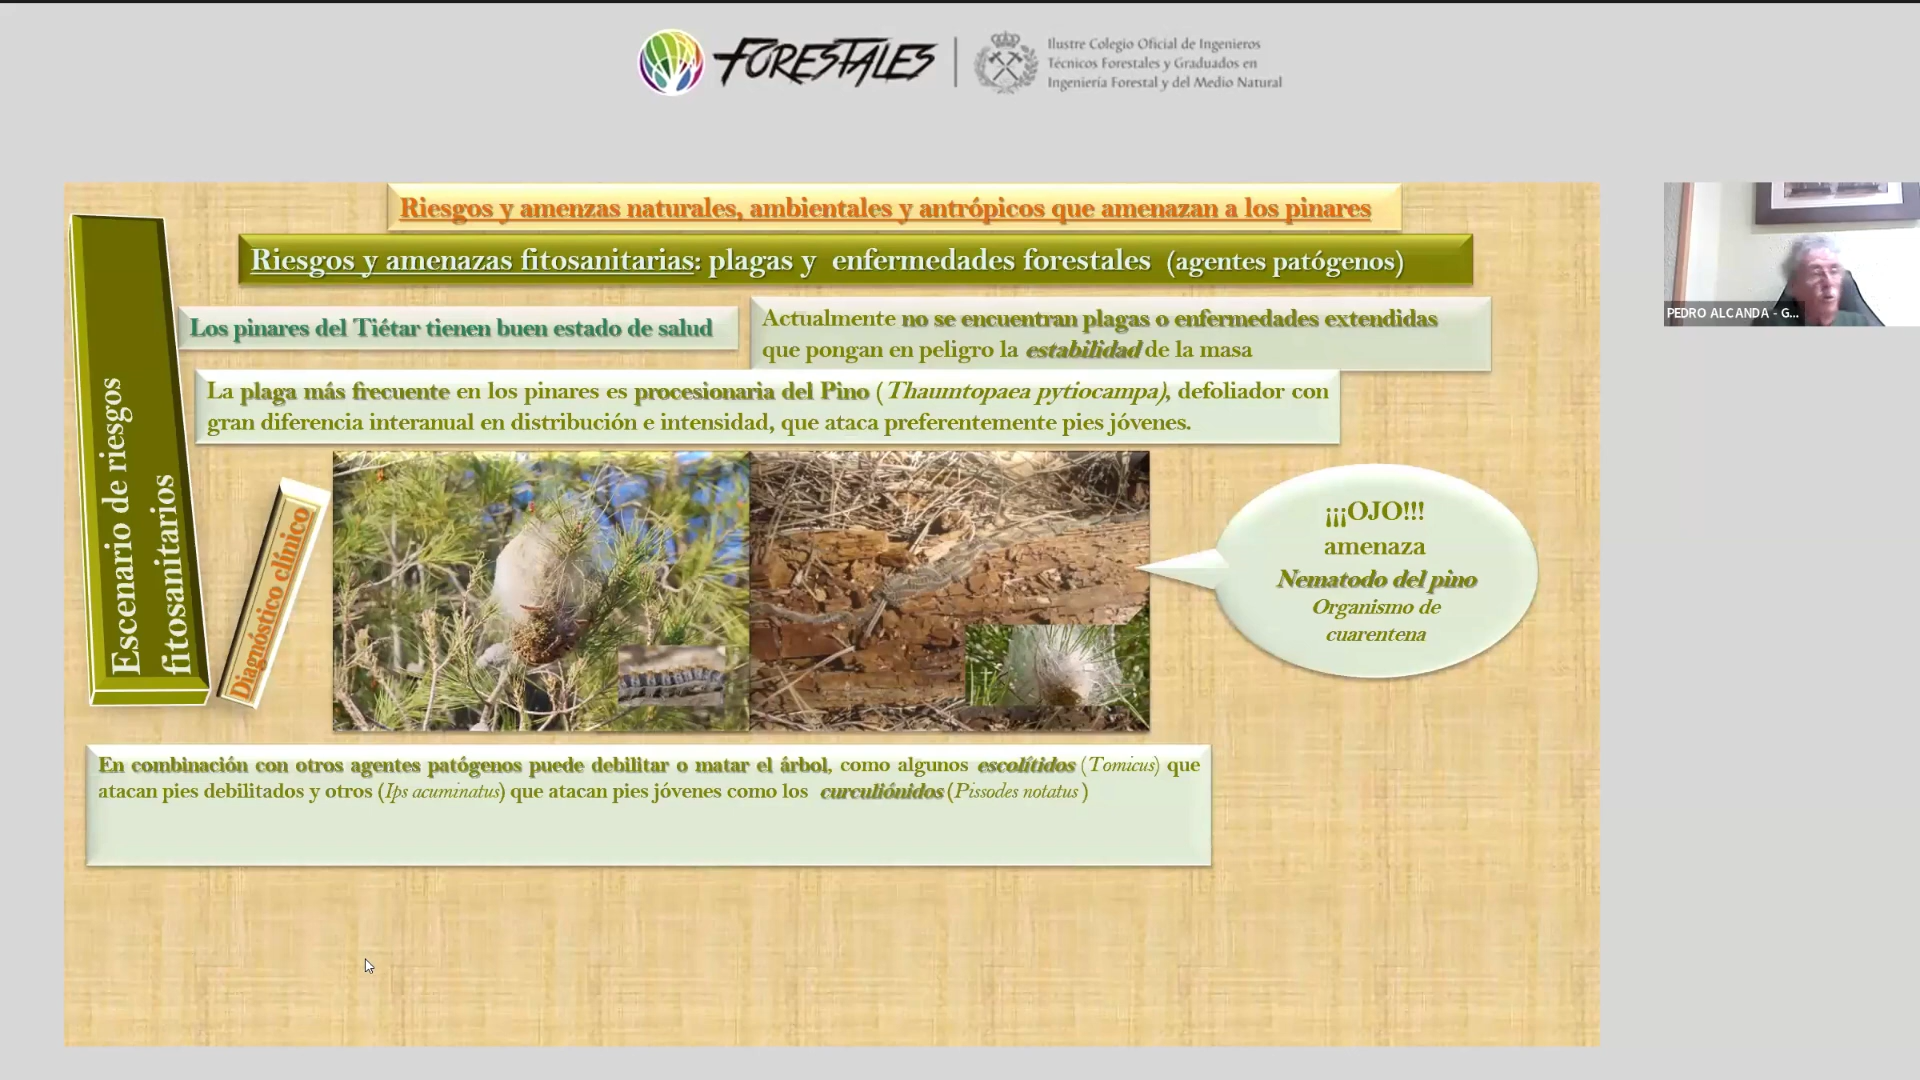 FORESTALES
Ilustre Colegio Oficial de Ingenieros
Técnicos Forestales y Graduados en
Ingeniería Forestal y del Medio Natural
Riesgos y amenzas naturales, ambientales y antrópicos que amenazan a los pinares
Riesgos y amenazas fitosanitarias: plagas y enfermedades forestales (agentes patógenos)
Los pinares del Tiétar tienen buen estado de salud
Actualmente no se encuentran plagas o enfermedades extendidas
que pongan en peligro la estabilidad de la masa
La plaga más frecuente en los pinares es procesionaria del Pino (Thaumtopaea pytiocampa), defoliador con
gran diferencia interanual en distribución e intensidad, que ataca preferentemente pies jóvenes.
Escenario de riesgos
fitosanitarios
Diagnóstico clínico
¡¡¡OJO!!!
amenaza
Nematodo del pino
Organismo de
cuarentena
En combinación con otros agentes patógenos puede debilitar o matar el árbol, como algunos escolítidos (Tomicus) que
atacan pies debilitados y otros (Ips acuminatus) que atacan pies jóvenes como los curculiónidos (Pissodes notatus )
PEDRO ALCANDA - G...